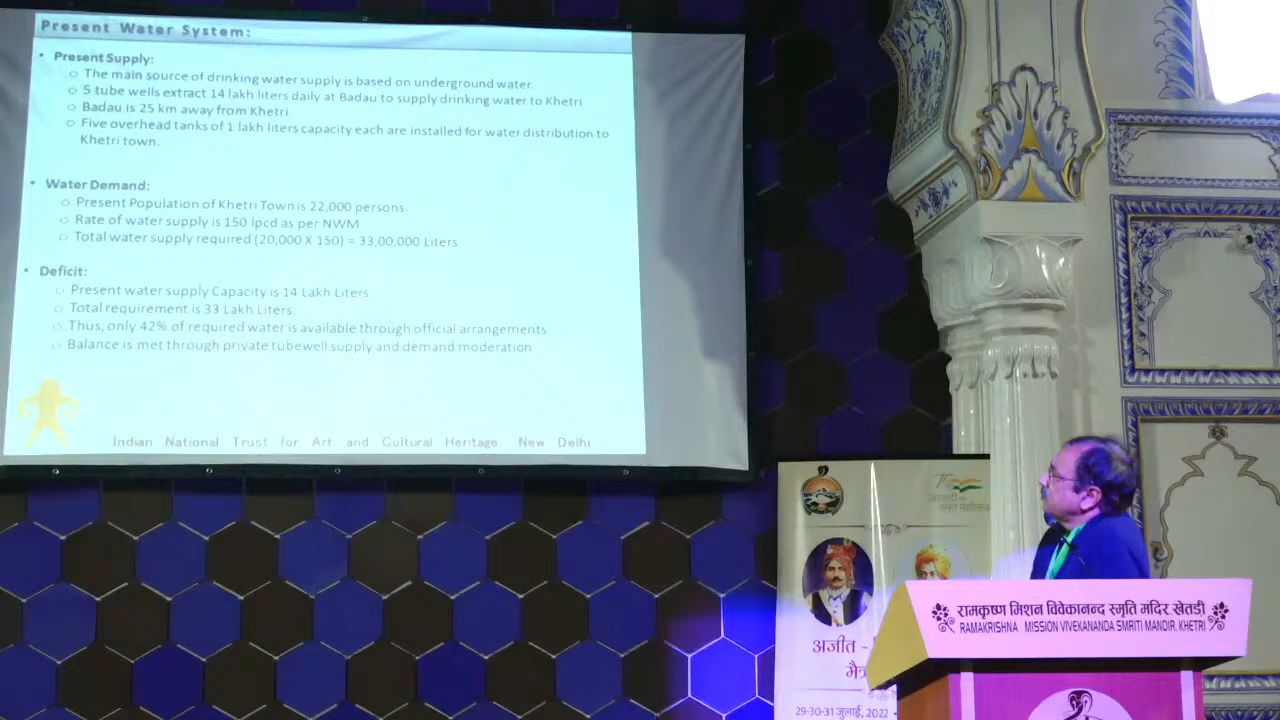 Present Water System:
• Present Supply:
○ The main source of drinking water supply is based on underground water.
○ 5 tube wells extract 14 lakh liters daily at Badau to supply drinking water to Khetri.
○ Badau is 25 km away from Khetri.
○ Five overhead tanks of 1 lakh liters capacity each are installed for water distribution to
Khetri town.
• Water Demand:
○ Present Population of Khetri Town is 22,000 persons.
○ Rate of water supply is 150 lpcd as per NWM
○ Total water supply required (20,000 X 150) = 33,00,000 Liters
• Deficit:
○ Present water supply Capacity is 14 Lakh Liters
○ Total requirement is 33 Lakh Liters.
○ Thus, only 42% of required water is available through official arrangements
○ Balance is met through private tubewell supply and demand moderation
Indian National Trust for Art and Cultural Heritage, New Delhi
आज़ादी का
अमृत महोत्सव
अजीत -
29-30-31 जुलाई, 2022
रामकृष्ण मिशन विवेकानन्द स्मृति मंदिर, खेतड़ी
RAMAKRISHNA MISSION VIVEKANANDA SMRITI MANDIR, KHETRI